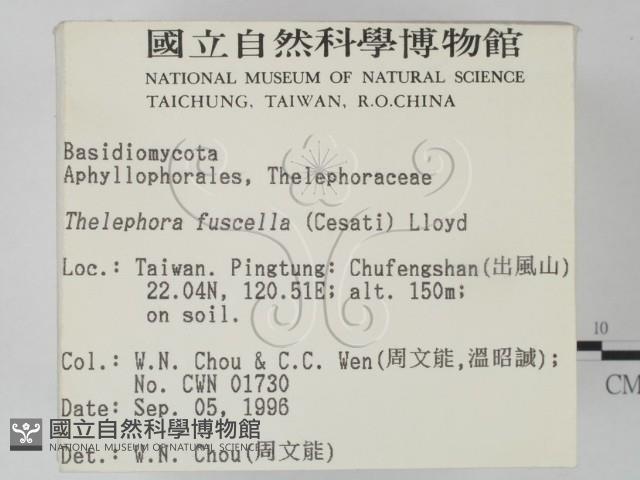 國立自然科學博物館
NATIONAL MUSEUM OF NATURAL SCIENCE
TAICHUNG, TAIWAN, R.O.CHINA
Basidiomycota
Aphyllophorales, Thelephoraceae
Thelephora fuscella (Cesati) Lloyd
Loc.: Taiwan. Pingtung: Chufengshan(出風山)
22.04N, 120.51E; alt. 150m;
on soil.
Col.: W.N. Chou & C.C. Wen(周文能,溫昭誠);
No. CWN 01730
Date: Sep. 05, 1996
Det.: W.N. Chou(周文能)
10
CM
國立自然科學博物館
NATIONAL MUSEUM OF NATURAL SCIENCE